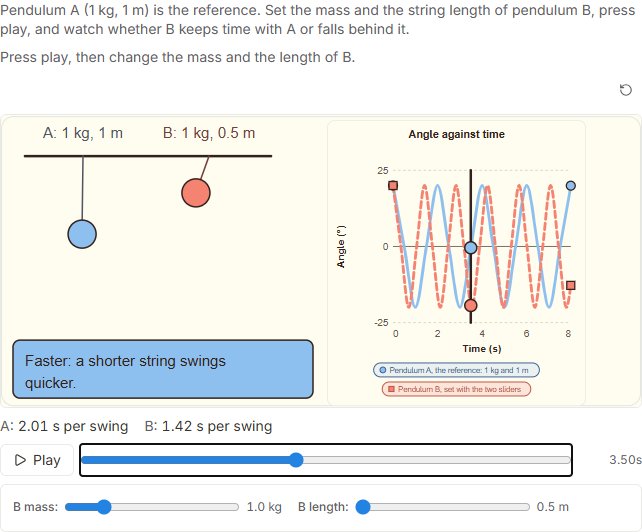 Pendulum A (1 kg, 1 m) is the reference. Set the mass and the string length of pendulum B, press
play, and watch whether B keeps time with A or falls behind it.
Press play, then change the mass and the length of B.
A: 1 kg, 1 m
B: 1 kg, 0.5 m
Faster: a shorter string swings
quicker.
Angle against time
25
0
-25
Angle (°)
0 2 4 6 8
Time (s)
Pendulum A, the reference: 1 kg and 1 m
Pendulum B, set with the two sliders
A: 2.01 s per swing B: 1.42 s per swing
Play
3.50s
B mass: 1.0 kg B length: 0.5 m